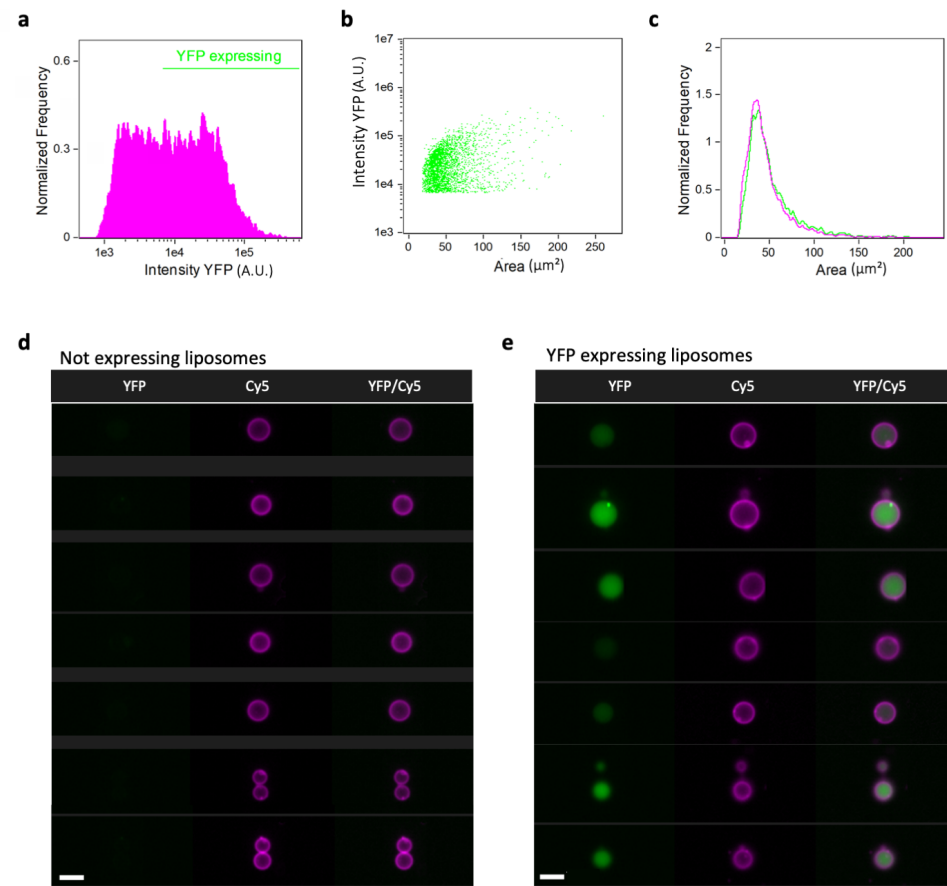 a
YFP expressing
Normalized Frequency
0.6
0.3
0
1e3
1e4
1e5
Intensity YFP (A.U.)
b
Intensity YFP (A.U.)
1e7
1e6
1e5
1e4
1e3
0
50
100
150
200
250
Area (μm²)
c
Normalized Frequency
2
1.5
1
0.5
0
0
50
100
150
200
Area (μm²)
d
Not expressing liposomes
YFP
Cy5
YFP/Cy5
e
YFP expressing liposomes
YFP
Cy5
YFP/Cy5